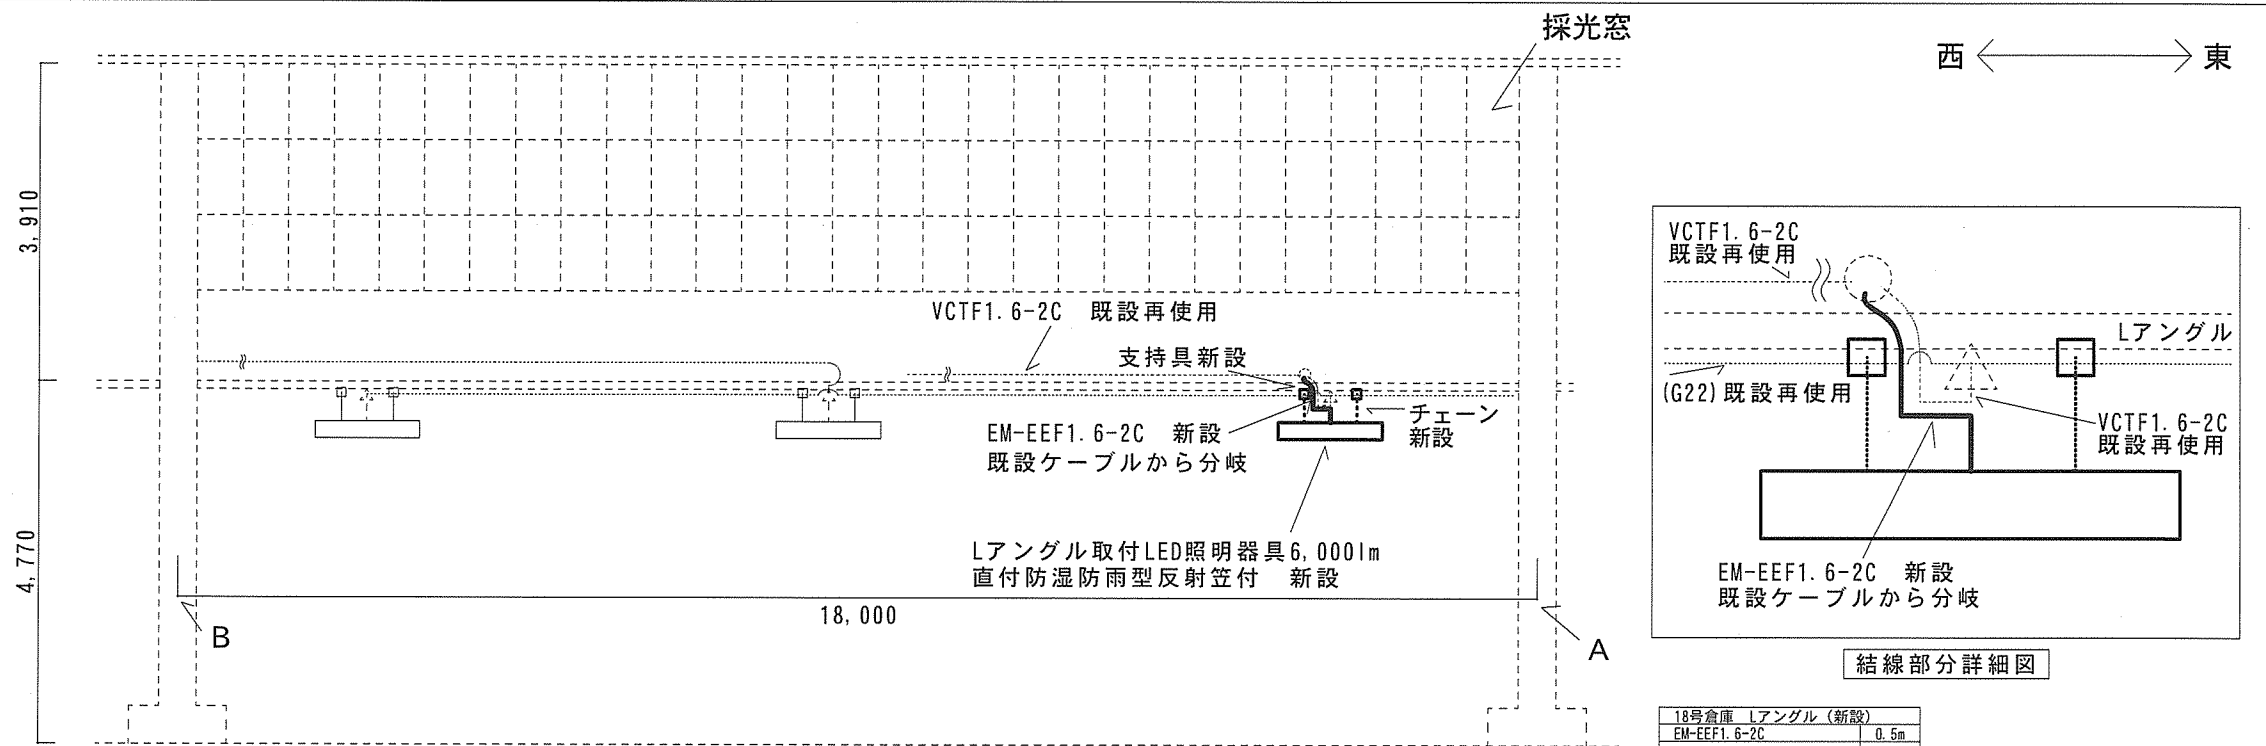 採光窓
西
東
3,910
4,770
VCTF1.6-2C 既設再使用
支持具新設
チェーン
新設
EM-EEF1.6-2C 新設
既設ケーブルから分岐
Lアングル取付LED照明器具6,000lm
直付防湿防雨型反射笠付 新設
18,000
B
A
VCTF1.6-2C
既設再使用
Lアングル
(G22)既設再使用
VCTF1.6-2C
既設再使用
EM-EEF1.6-2C 新設
既設ケーブルから分岐
結線部分詳細図
18号倉庫 Lアングル(新設)
EM-EEF1.6-2C 0.5m